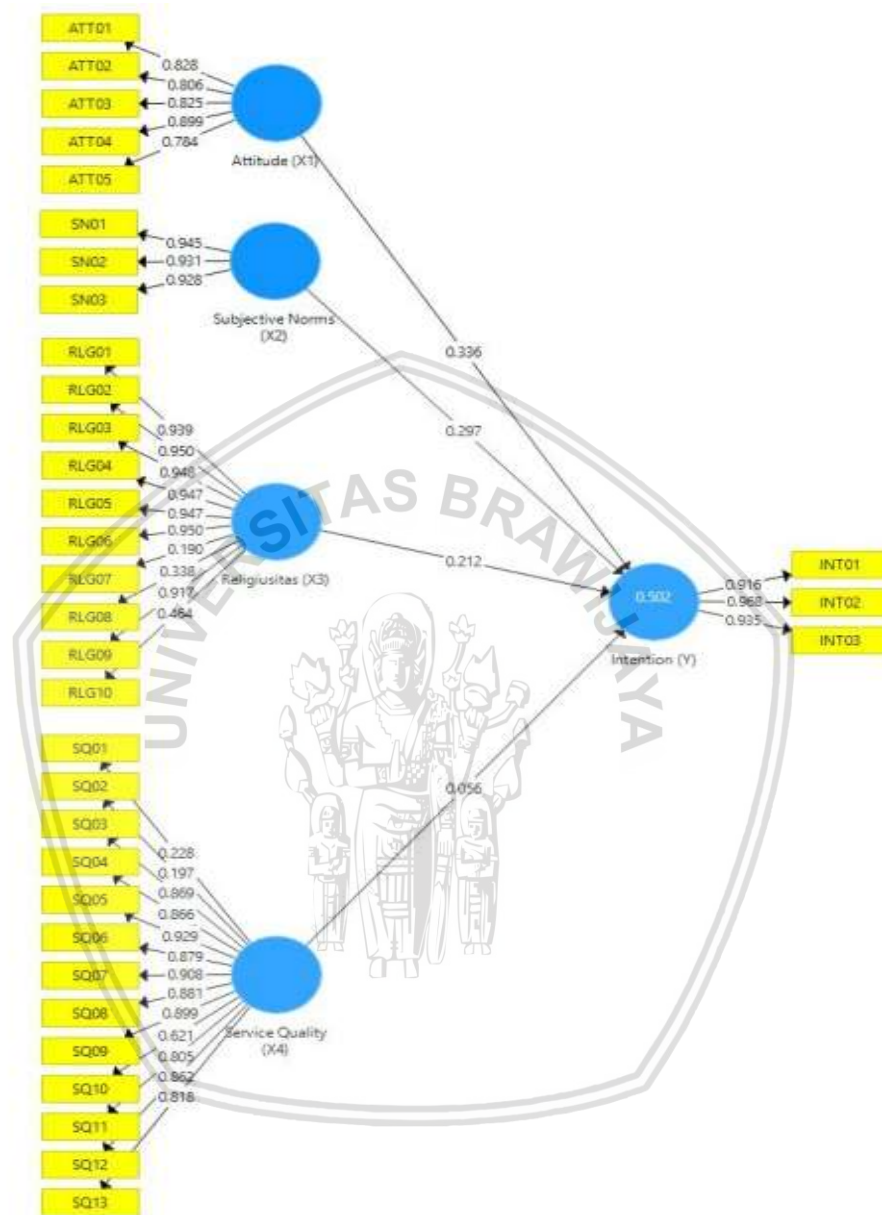 ATT01
ATT02
ATT03
ATT04
ATT05
0.828
0.806
0.825
0.899
0.784
Attitude (X1)
SN01
SN02
SN03
0.945
0.931
0.928
Subjective Norms
(X2)
RLG01
RLG02
RLG03
RLG04
RLG05
RLG06
RLG07
RLG08
RLG09
RLG10
0.939
0.950
0.948
0.947
0.947
0.950
0.190
0.338
0.917
0.464
Religiusitas (X3)
SQ01
SQ02
SQ03
SQ04
SQ05
SQ06
SQ07
SQ08
SQ09
SQ10
SQ11
SQ12
SQ13
0.228
0.197
0.869
0.866
0.929
0.879
0.908
0.881
0.899
0.621
0.805
0.862
0.818
Service Quality
(X4)
0.336
0.297
0.212
0.056
0.502
Intention (Y)
0.916
0.968
0.935
INT01
INT02
INT03
UNIVERSITAS BRAWIJAYA